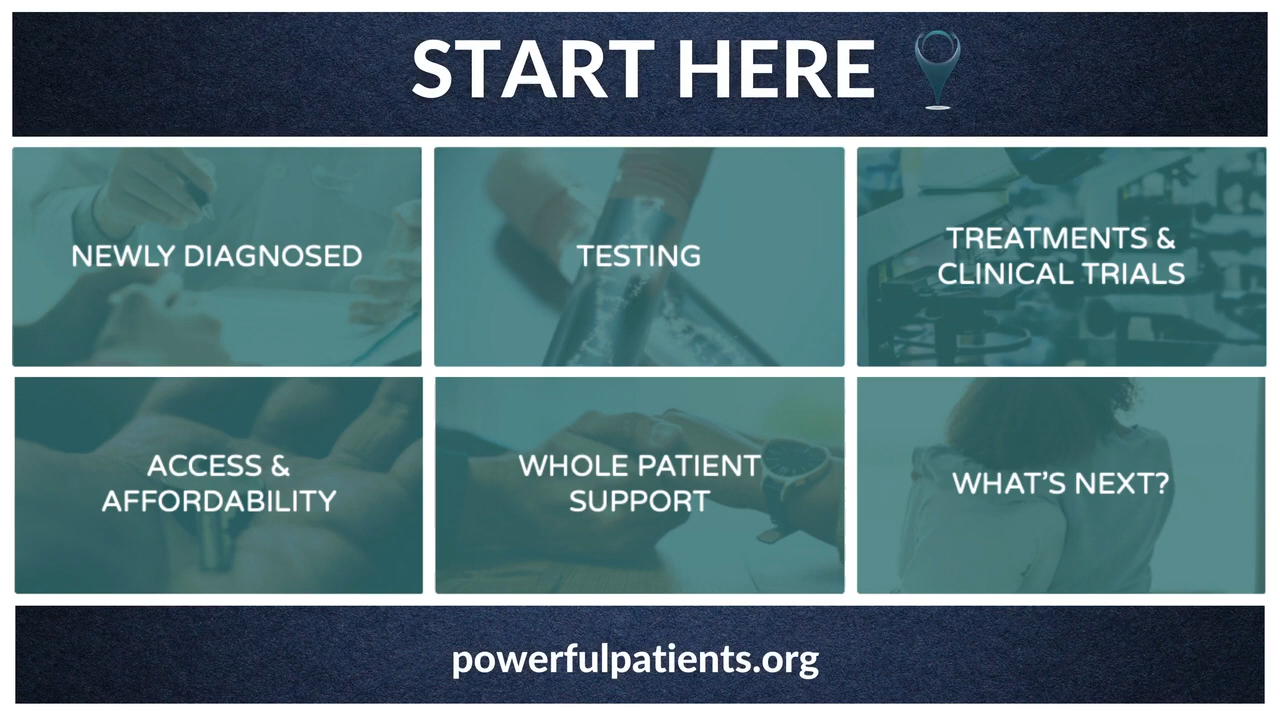 START HERE
NEWLY DIAGNOSED
TESTING
TREATMENTS &
CLINICAL TRIALS
ACCESS &
AFFORDABILITY
WHOLE PATIENT
SUPPORT
WHAT’S NEXT?
powerfulpatients.org